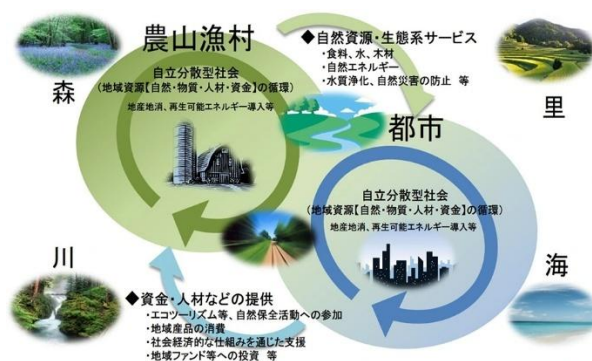 農山漁村
自立分散型社会
(地域資源【自然・物質・人材・資金】の循環)
地産地消、再生可能エネルギー導入等
森
◆自然資源・生態系サービス
・食料、水、木材
・自然エネルギー
・水質浄化、自然災害の防止 等
里
都市
自立分散型社会
(地域資源【自然・物質・人材・資金】の循環)
地産地消、再生可能エネルギー導入等
川
◆資金・人材などの提供
・エコツーリズム等、自然保全活動への参加
・地域産品の消費
・社会経済的な仕組みを通じた支援
・地域ファンド等への投資 等
海